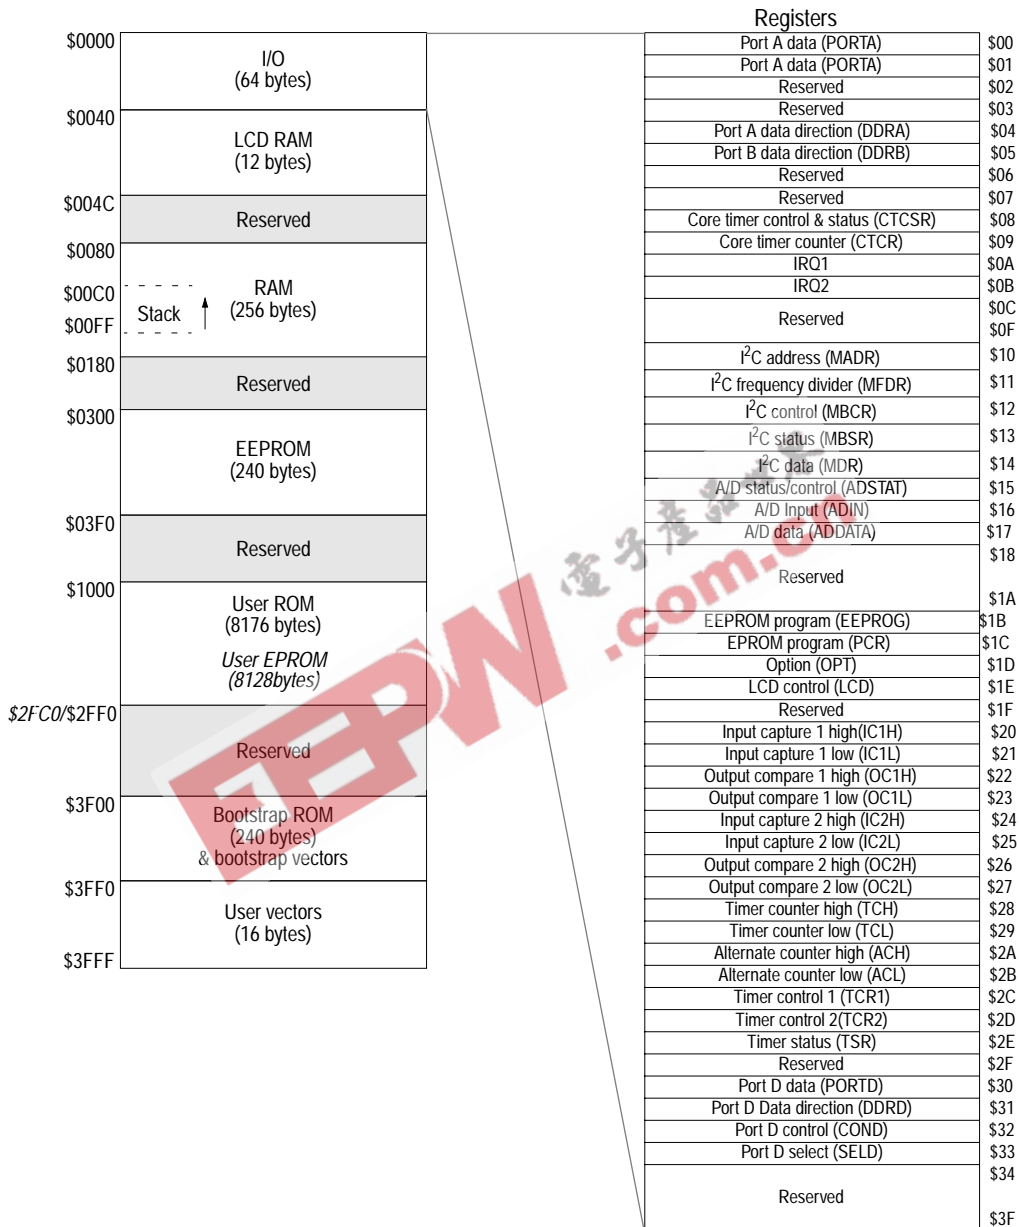 Registers
$0000
I/O
(64 bytes)
$0040
LCD RAM
(12 bytes)
$004C
Reserved
$0080
RAM
(256 bytes)
$00C0
Stack
$00FF
$0180
Reserved
$0300
EEPROM
(240 bytes)
$03F0
Reserved
$1000
User ROM
(8176 bytes)
User EPROM
(8128bytes)
$2FC0/$2FF0
Reserved
$3F00
Bootstrap ROM
(240 bytes)
& bootstrap vectors
$3FF0
User vectors
(16 bytes)
$3FFF
Port A data (PORTA) $00
Port A data (PORTA) $01
Reserved $02
Reserved $03
Port A data direction (DDRA) $04
Port B data direction (DDRB) $05
Reserved $06
Reserved $07
Core timer control & status (CTCSR) $08
Core timer counter (CTCR) $09
IRQ1 $0A
IRQ2 $0B
$0C
Reserved
$0F
I2C address (MADR) $10
I2C frequency divider (MFDR) $11
I2C control (MBCR) $12
I2C status (MBSR) $13
I2C data (MDR) $14
A/D status/control (ADSTAT) $15
A/D Input (ADIN) $16
A/D data (ADDATA) $17
$18
Reserved
$1A
EEPROM program (EEPROG) $1B
EPROM program (PCR) $1C
Option (OPT) $1D
LCD control (LCD) $1E
Reserved $1F
Input capture 1 high(IC1H) $20
Input capture 1 low (IC1L) $21
Output compare 1 high (OC1H) $22
Output compare 1 low (OC1L) $23
Input capture 2 high (IC2H) $24
Input capture 2 low (IC2L) $25
Output compare 2 high (OC2H) $26
Output compare 2 low (OC2L) $27
Timer counter high (TCH) $28
Timer counter low (TCL) $29
Alternate counter high (ACH) $2A
Alternate counter low (ACL) $2B
Timer control 1 (TCR1) $2C
Timer control 2(TCR2) $2D
Timer status (TSR) $2E
Reserved $2F
Port D data (PORTD) $30
Port D Data direction (DDRD) $31
Port D control (COND) $32
Port D select (SELD) $33
$34
Reserved
$3F
EEPW
電子產品世界
.com.cn